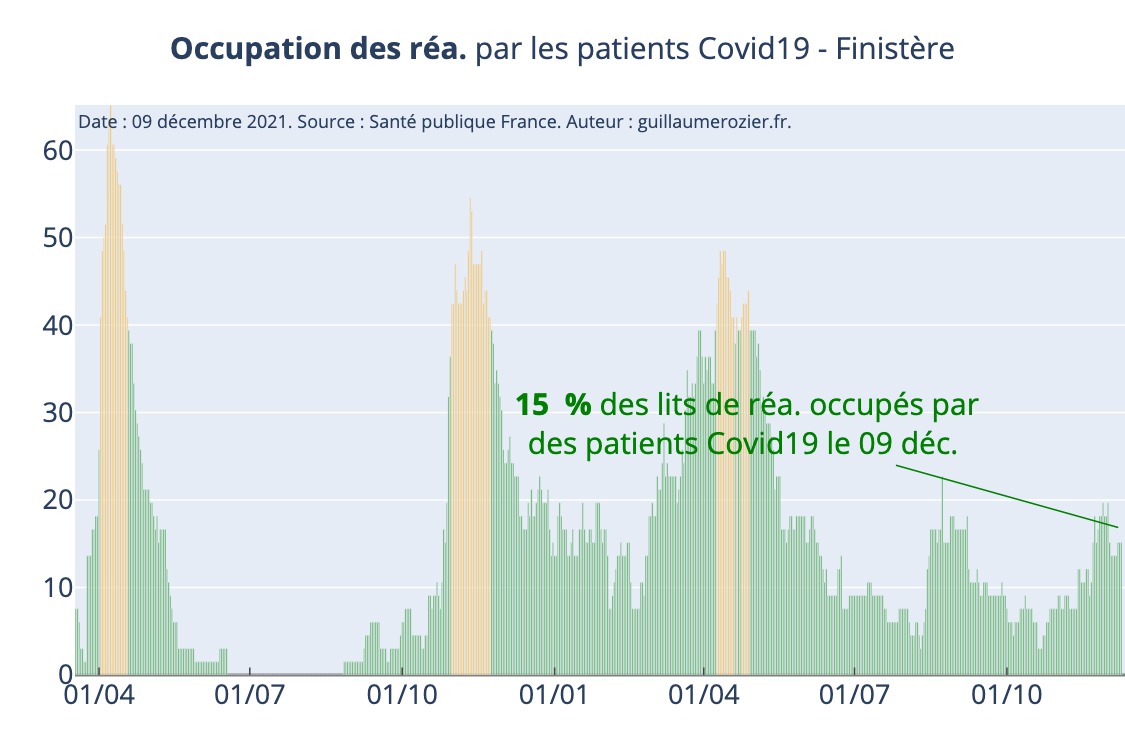 Occupation des réa. par les patients Covid19 - Finistère
Date : 09 décembre 2021. Source : Santé publique France. Auteur : guillaumerozier.fr.
60
50
40
30
20
10
0
15 % des lits de réa. occupés par
des patients Covid19 le 09 déc.
01/04 01/07 01/10 01/01 01/04 01/07 01/10